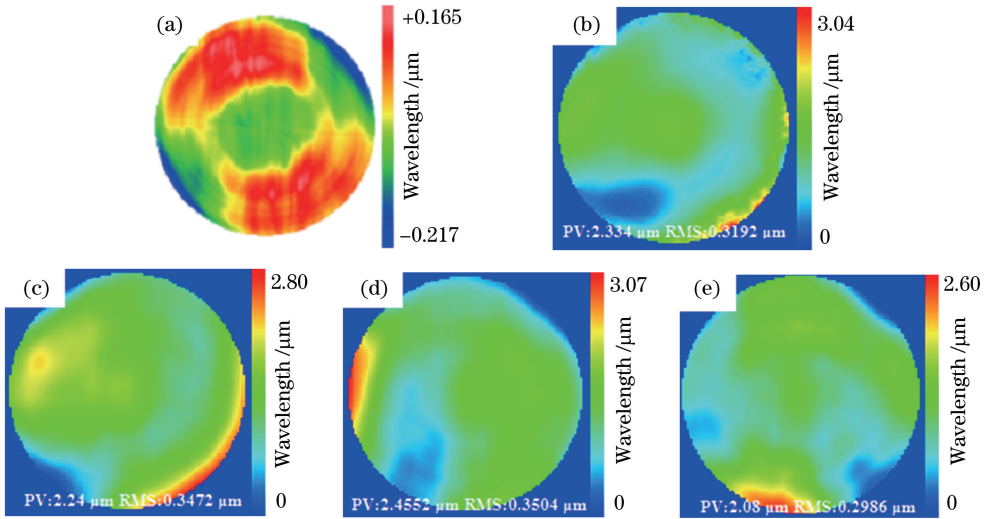 (a)
+0.165
Wavelength /μm
−0.217
(b)
3.04
Wavelength /μm
0
PV:2.334 μm RMS:0.3192 μm
(c)
2.80
Wavelength /μm
0
PV:2.24 μm RMS:0.3472 μm
(d)
3.07
Wavelength /μm
0
PV:2.4552 μm RMS:0.3504 μm
(e)
2.60
Wavelength /μm
0
PV:2.08 μm RMS:0.2986 μm